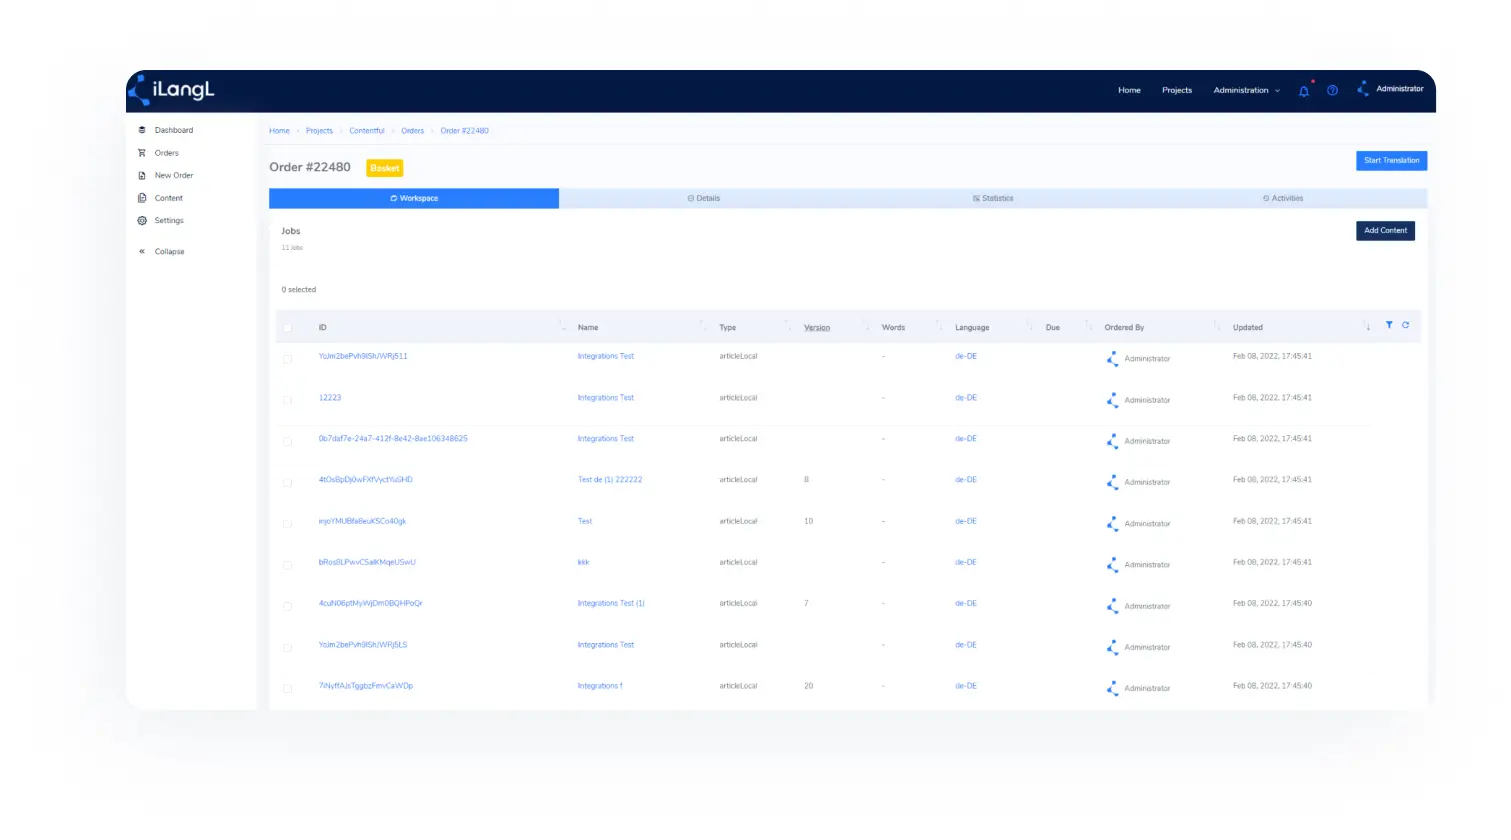 iLangL
Home Projects Administration Administrator
Dashboard
Orders
New Order
Content
Settings
Collapse
Home Projects Contentful Orders Order #22480
Order #22480 Basket
Start Translation
Workspace Details Statistics Activities
Jobs
11 Jobs
Add Content
0 selected
ID Name Type Version Words Language Due Ordered By Updated
Integrations Test articleLocal - de-DE Administrator Feb 08, 2022, 17:45:41
12223 Integrations Test articleLocal - de-DE Administrator Feb 08, 2022, 17:45:41
0b7daf7e-24a7-412f-8e42-8ae106348625 Integrations Test articleLocal - de-DE Administrator Feb 08, 2022, 17:45:41
Test de (1) 222222 articleLocal 8 - de-DE Administrator Feb 08, 2022, 17:45:41
Test articleLocal 10 - de-DE Administrator Feb 08, 2022, 17:45:41
kkk articleLocal - de-DE Administrator Feb 08, 2022, 17:45:41
4cuN06ptMyWjDm0BQHPoQr Integrations Test (1) articleLocal 7 - de-DE Administrator Feb 08, 2022, 17:45:40
Integrations Test articleLocal - de-DE Administrator Feb 08, 2022, 17:45:40
Integrations f articleLocal 20 - de-DE Administrator Feb 08, 2022, 17:45:40